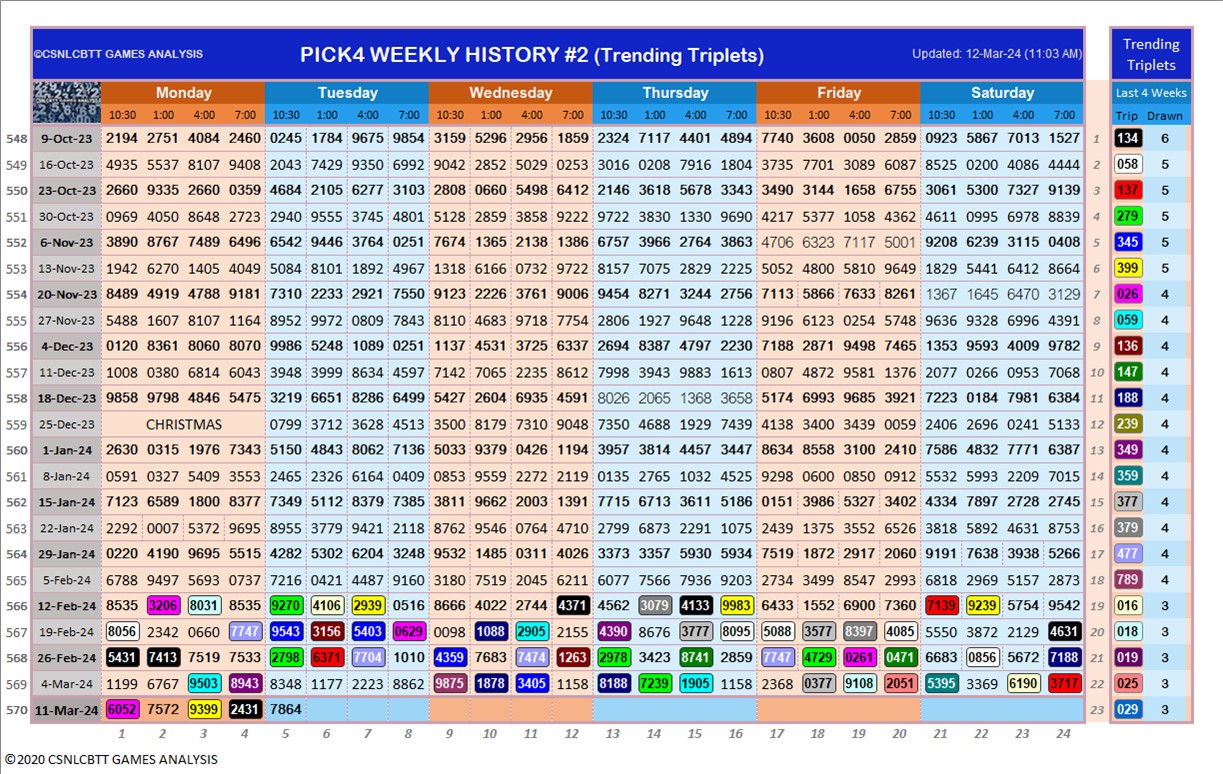 ©CSNLCBTT GAMES ANALYSIS PICK4 WEEKLY HISTORY #2 (Trending Triplets) Updated: 12-Mar-24 (11:03 AM) Trending Triplets
Monday Tuesday Wednesday Thursday Friday Saturday Last 4 Weeks
10:30 1:00 4:00 7:00 10:30 1:00 4:00 7:00 10:30 1:00 4:00 7:00 10:30 1:00 4:00 7:00 10:30 1:00 4:00 7:00 10:30 1:00 4:00 7:00 Trip Drawn
548 9-Oct-23 2194 2751 4084 2460 0245 1784 9675 9854 3159 5296 2956 1859 2324 7117 4401 4894 7740 3608 0050 2859 0923 5867 7013 1527 1 134 6
549 16-Oct-23 4935 5537 8107 9408 2043 7429 9350 6993 9042 2852 5029 0253 3016 0208 7916 1804 3735 7701 3089 6087 8525 0200 4086 4444 2 058 5
550 23-Oct-23 2660 9335 2660 0359 4684 2105 6277 3103 2808 0660 5498 6412 2146 3618 5678 3343 3490 3144 1658 6755 3061 5300 7327 9139 3 137 5
551 30-Oct-23 0969 4050 8648 2723 2940 9555 3745 4801 5128 2859 3858 9222 9722 3830 1330 9690 4217 5377 1058 4362 4611 0995 6978 8839 4 279 5
552 6-Nov-23 3890 8767 7489 6496 6542 9446 3764 0251 7674 1365 2138 1386 6757 3966 2764 3863 4706 6323 7117 5001 9208 6239 3115 0408 5 345 5
553 13-Nov-23 1942 6270 1405 4049 5084 8101 1892 4967 1318 6166 0732 9722 8157 7075 2829 2225 5052 4800 5810 9649 1829 5441 6412 8664 6 399 5
554 20-Nov-23 8489 4919 4788 9181 7310 2233 2921 7550 9123 2226 3761 9006 9454 8271 3244 2756 7113 5866 7633 8261 1367 1645 6470 3129 7 026 4
555 27-Nov-23 5488 1607 8107 1164 8952 9972 0809 7843 8110 4683 9718 7754 2806 1927 9648 1228 9196 6123 0254 5748 9636 9328 6996 4391 8 059 4
556 4-Dec-23 0120 8361 8060 8070 9986 5248 1089 0251 1137 4531 3725 6337 2694 8387 4797 2230 7188 2871 9498 7465 1353 9593 4009 9782 9 136 4
557 11-Dec-23 1008 0380 6814 6043 3948 3999 8634 4597 7142 7065 2235 8612 7998 3943 9883 1613 0807 4872 9581 1376 2077 0266 0953 7068 10 147 4
558 18-Dec-23 9858 9798 4846 5475 3219 6651 8286 6499 5427 2604 6935 4591 8026 2065 1368 3658 5174 6993 9685 3921 7223 0184 7981 6384 11 188 4
559 25-Dec-23 CHRISTMAS 0799 3712 3628 4513 3500 8179 7310 9048 7350 4688 1929 7439 4138 3400 3439 0059 2406 2696 0241 5133 12 239 4
560 1-Jan-24 2630 0315 1976 7343 5150 4843 8062 7136 5033 9379 0426 1194 3957 3814 4457 3447 8634 8558 3100 2410 7586 4832 7771 6387 13 349 4
561 8-Jan-24 0591 0327 5409 3553 2465 2326 6164 0405 0853 9559 2272 2119 0135 2765 1034 4525 9298 0600 0850 0912 5532 5993 2209 7015 14 359 4
562 15-Jan-24 7123 6589 1800 8377 7349 5112 8379 7385 3811 9662 2003 1391 7715 6713 3611 5186 0151 3986 5327 3402 4334 7897 2728 2745 15 377 4
563 22-Jan-24 2292 0007 5372 9695 8955 3779 9421 2118 8762 9546 0764 4710 2799 6873 2291 1075 2439 1375 3552 6526 3818 5892 4631 8753 16 379 4
564 29-Jan-24 0220 4190 9695 5515 4282 5302 6204 3248 9532 1485 0311 4026 3373 3357 5930 5934 7519 1872 2917 2060 9191 7638 3938 5266 17 477 4
565 5-Feb-24 6788 9497 5693 0737 7216 0421 4487 9160 3180 7519 2045 6211 6077 7566 7936 9203 2734 3499 8547 2993 6818 2969 5157 2873 18 789 4
566 12-Feb-24 8535 3206 8031 8535 9270 4106 2939 0516 8666 4022 2744 4371 4562 3079 4133 9983 6433 1552 6900 7360 7139 9239 5754 9542 19 016 3
567 19-Feb-24 8056 2342 0660 7747 9543 3156 5403 0629 0098 1088 2905 2155 4390 8676 3777 8095 5088 3577 8397 4085 5550 3872 2129 4631 20 018 3
568 26-Feb-24 5431 7413 7519 7533 2798 6371 7704 1010 4359 7683 7474 1263 2978 3423 8741 2859 7747 4729 0261 0471 6683 0856 5672 7188 21 019 3
569 4-Mar-24 1199 6767 9503 8943 8348 1177 2223 8862 9875 1878 3405 1158 8188 7239 1905 1158 2368 0377 9108 2051 5395 3369 6190 3717 22 025 3
570 11-Mar-24 6052 7572 9399 2431 7864 23 029 3
1 2 3 4 5 6 7 8 9 10 11 12 13 14 15 16 17 18 19 20 21 22 23 24
©2020 CSNLCBTT GAMES ANALYSIS